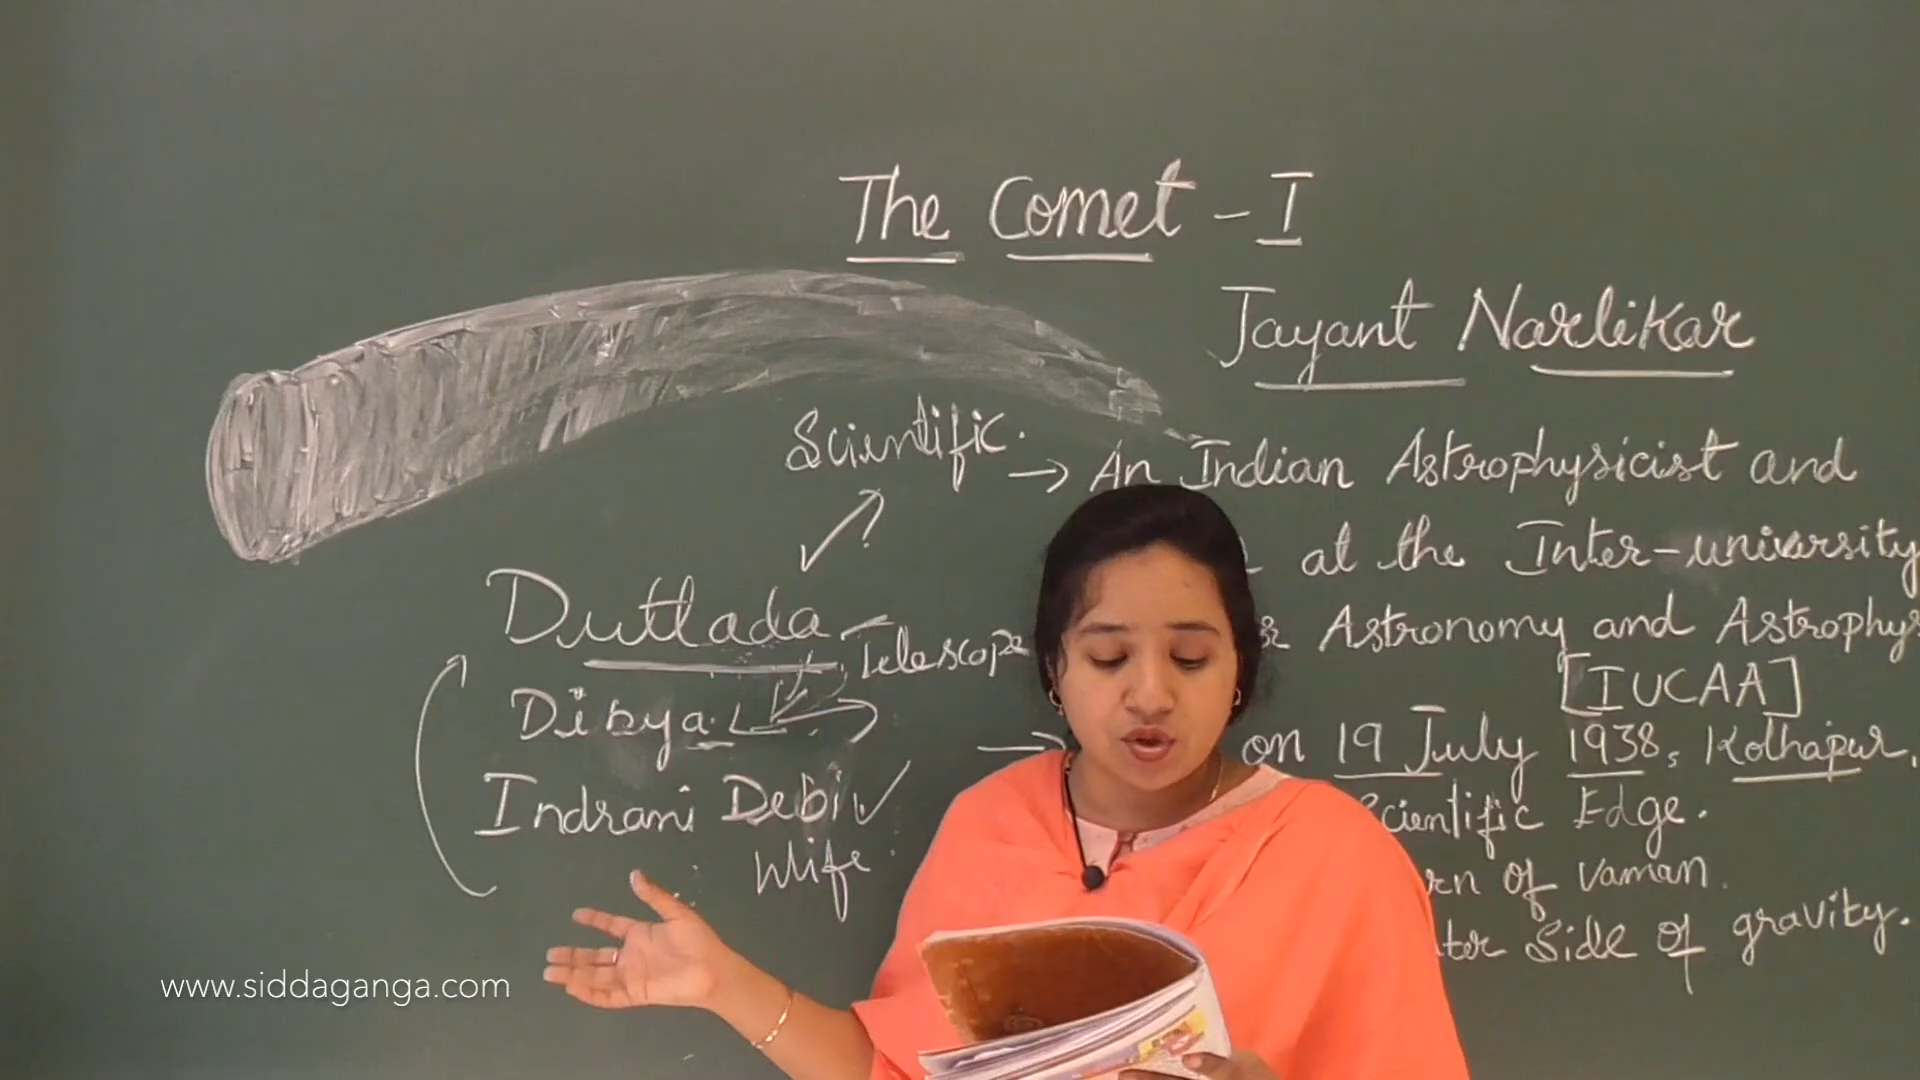 The Comet - I
Jayant Narlikar
Scientific.
→ An Indian Astrophysicist and
at the Inter-university
Astronomy and Astrophys
[IUCAA]
Duttada
Telescope
Dibya
Indrani Debi ✓
Wife
→ on 19 July 1938, Kolhapur,
Scientific Edge.
of Vaman.
Side of gravity.
www.siddaganga.com